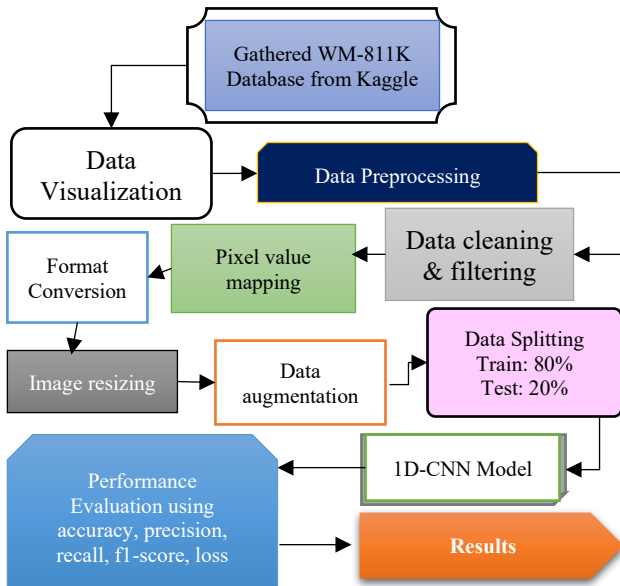 Gathered WM-811K
Database from Kaggle
Data
Visualization
Data Preprocessing
Data cleaning
& filtering
Pixel value
mapping
Format
Conversion
Image resizing
Data
augmentation
Data Splitting
Train: 80%
Test: 20%
1D-CNN Model
Performance
Evaluation using
accuracy, precision,
recall, f1-score, loss
Results